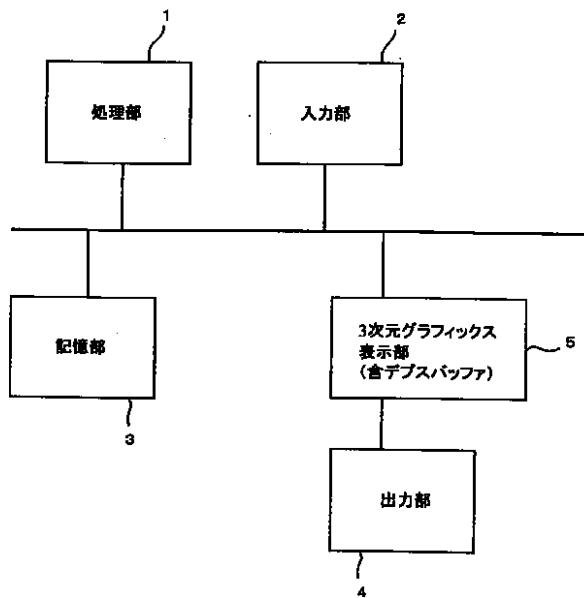 1
2
処理部
入力部
記憶部
3次元グラフィックス
表示部
(含デプスバッファ)
5
3
出力部
4